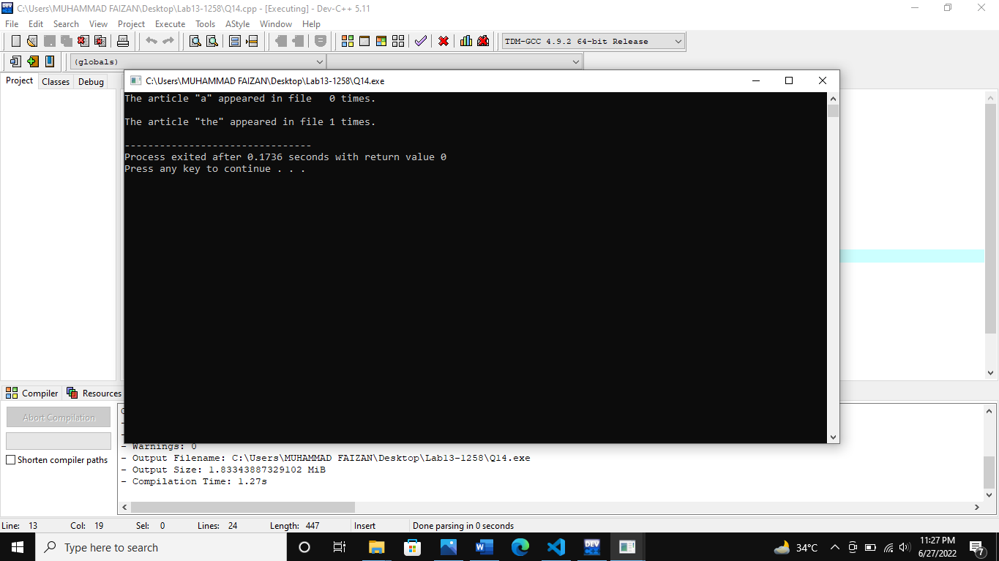 C:\Users\MUHAMMAD FAIZAN\Desktop\Lab13-1258\Q14.cpp - [Executing] - Dev-C++ 5.11
File Edit Search View Project Execute Tools AStyle Window Help
TDM-GCC 4.9.2 64-bit Release
(globals)
Project Classes Debug
C:\Users\MUHAMMAD FAIZAN\Desktop\Lab13-1258\Q14.exe
The article "a" appeared in file   0 times.
The article "the" appeared in file 1 times.
--------------------------------
Process exited after 0.1736 seconds with return value 0
Press any key to continue . . .
Compiler Resources
Abort Compilation
Shorten compiler paths
- Warnings: 0
- Output Filename: C:\Users\MUHAMMAD FAIZAN\Desktop\Lab13-1258\Q14.exe
- Output Size: 1.83343887329102 MiB
- Compilation Time: 1.27s
Line: 13 Col: 19 Sel: 0 Lines: 24 Length: 447 Insert Done parsing in 0 seconds
Type here to search
DEV
34°C
11:27 PM
6/27/2022
7